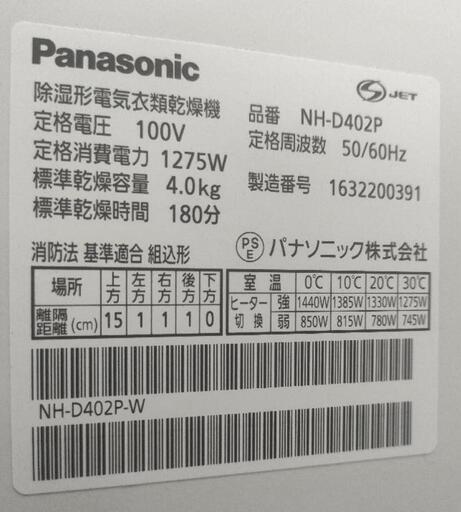 Panasonic
S JET
除湿形電気衣類乾燥機
品番 NH-D402P
定格電圧 100V
定格周波数 50/60Hz
定格消費電力 1275W
標準乾燥容量 4.0kg
製造番号 1632200391
標準乾燥時間 180分
消防法 基準適合 組込形
PS E パナソニック株式会社
場所 上方 左方 右方 後方 下方
離隔距離(cm) 15 1 1 1 0
室温 0℃ 10℃ 20℃ 30℃
ヒーター切換 強 1440W 1385W 1330W 1275W
弱 850W 815W 780W 745W
NH-D402P-W